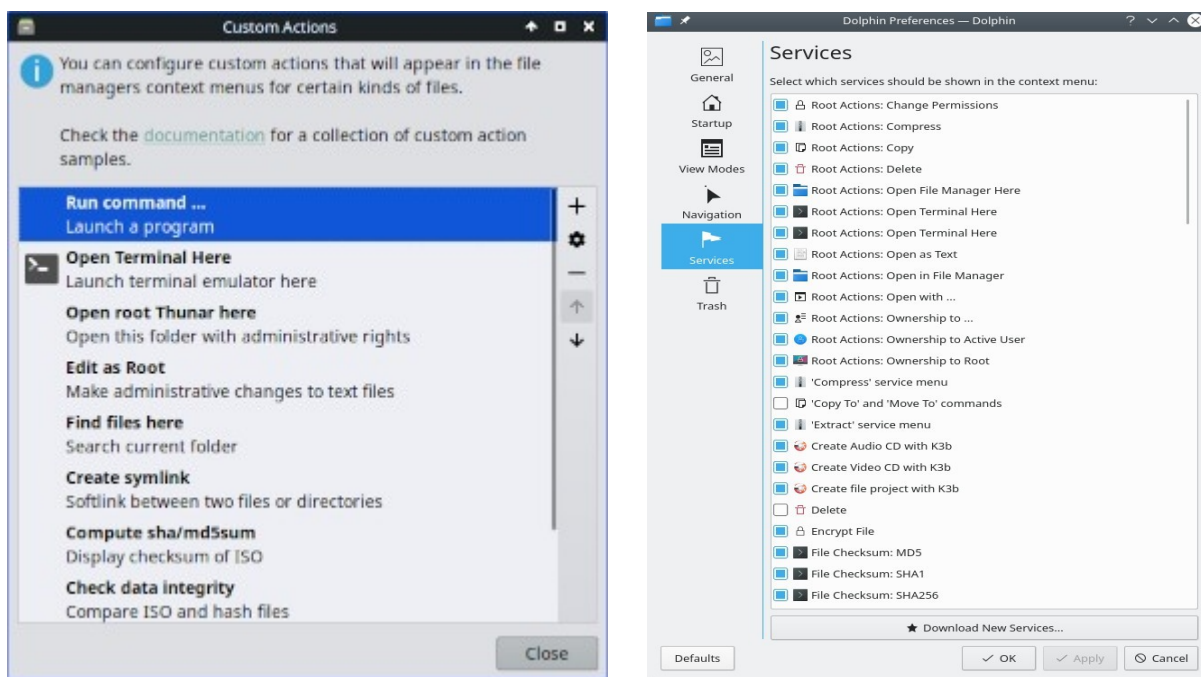 Custom Actions
You can configure custom actions that will appear in the file
managers context menus for certain kinds of files.
Check the documentation for a collection of custom action
samples.
Run command ...
Launch a program
Open Terminal Here
Launch terminal emulator here
Open root Thunar here
Open this folder with administrative rights
Edit as Root
Make administrative changes to text files
Find files here
Search current folder
Create symlink
Softlink between two files or directories
Compute sha/md5sum
Display checksum of ISO
Check data integrity
Compare ISO and hash files
Close
Dolphin Preferences — Dolphin
General
Startup
View Modes
Navigation
Services
Trash
Services
Select which services should be shown in the context menu:
Root Actions: Change Permissions
Root Actions: Compress
Root Actions: Copy
Root Actions: Delete
Root Actions: Open File Manager Here
Root Actions: Open Terminal Here
Root Actions: Open Terminal Here
Root Actions: Open as Text
Root Actions: Open in File Manager
Root Actions: Open with ...
Root Actions: Ownership to ...
Root Actions: Ownership to Active User
Root Actions: Ownership to Root
'Compress' service menu
'Copy To' and 'Move To' commands
'Extract' service menu
Create Audio CD with K3b
Create Video CD with K3b
Create file project with K3b
Delete
Encrypt File
File Checksum: MD5
File Checksum: SHA1
File Checksum: SHA256
Download New Services...
Defaults
OK
Apply
Cancel